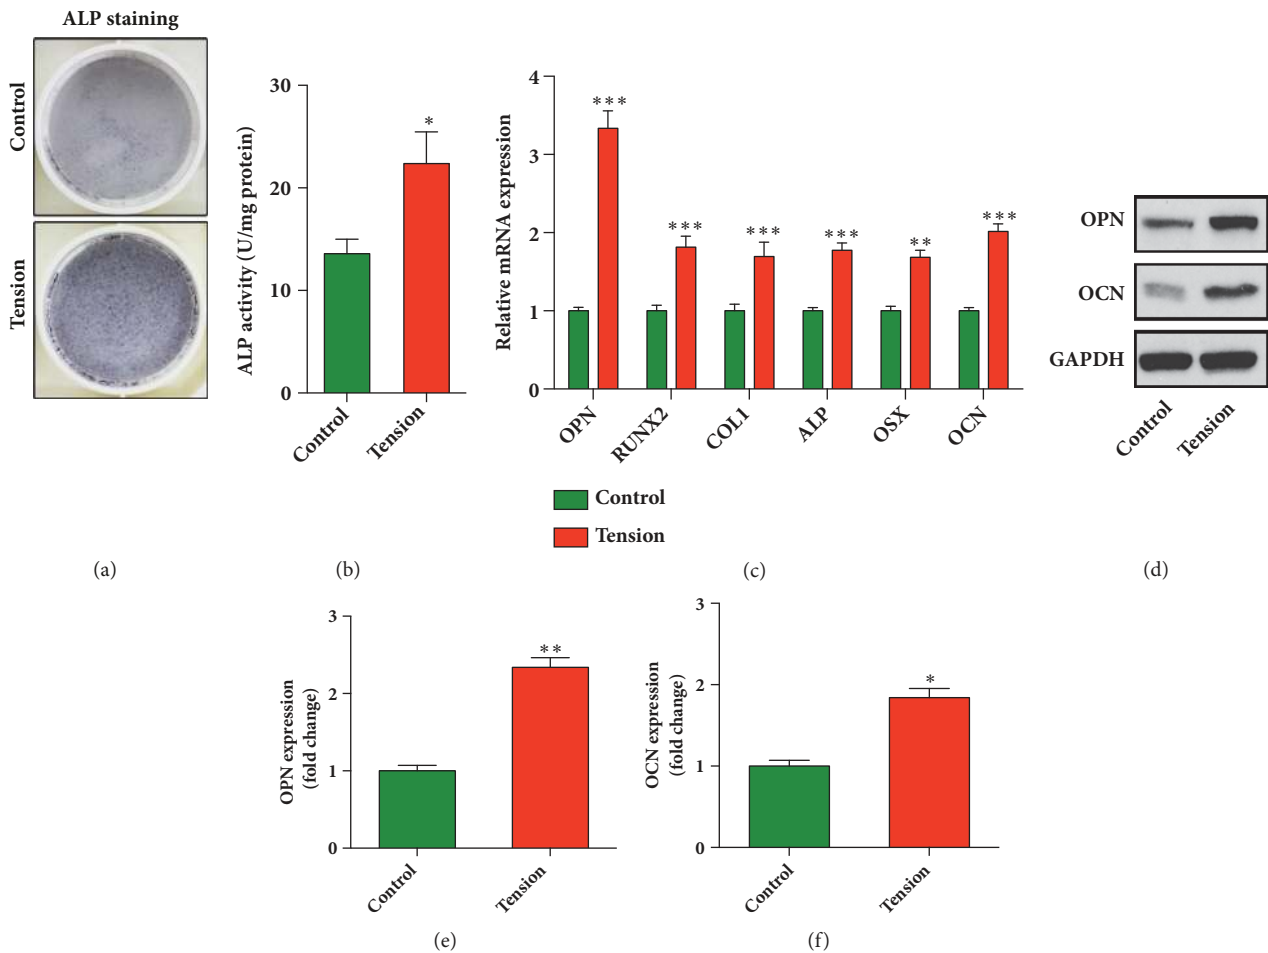 ALP staining
Control
Tension
ALP activity (U/mg protein)
30
20
10
0
*
Control
Tension
Relative mRNA expression
4
3
2
1
0
***
***
***
***
**
***
OPN
RUNX2
COL1
ALP
OSX
OCN
Control
Tension
OPN
OCN
GAPDH
Control
Tension
(a)
(b)
(c)
(d)
OPN expression
(fold change)
3
2
1
0
**
Control
Tension
OCN expression
(fold change)
3
2
1
0
*
Control
Tension
(e)
(f)